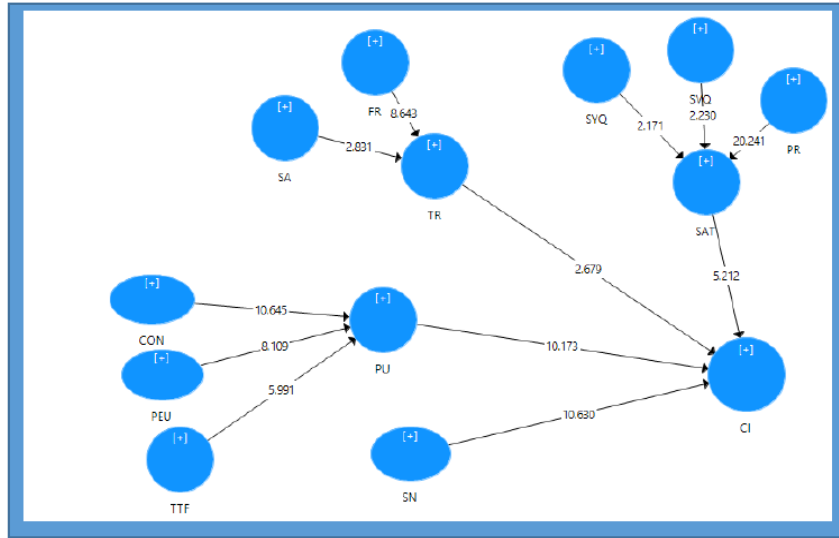 [+]
[+]
[+]
[+]
[+]
FR
8.643
SYQ
SVQ
2.230
2.171
20.241
PR
SA
2.831
[+]
TR
[+]
SAT
2.679
5.212
[+]
CON
10.645
[+]
PU
10.173
8.109
[+]
PEU
5.991
[+]
CI
10.630
[+]
TTF
[+]
SN